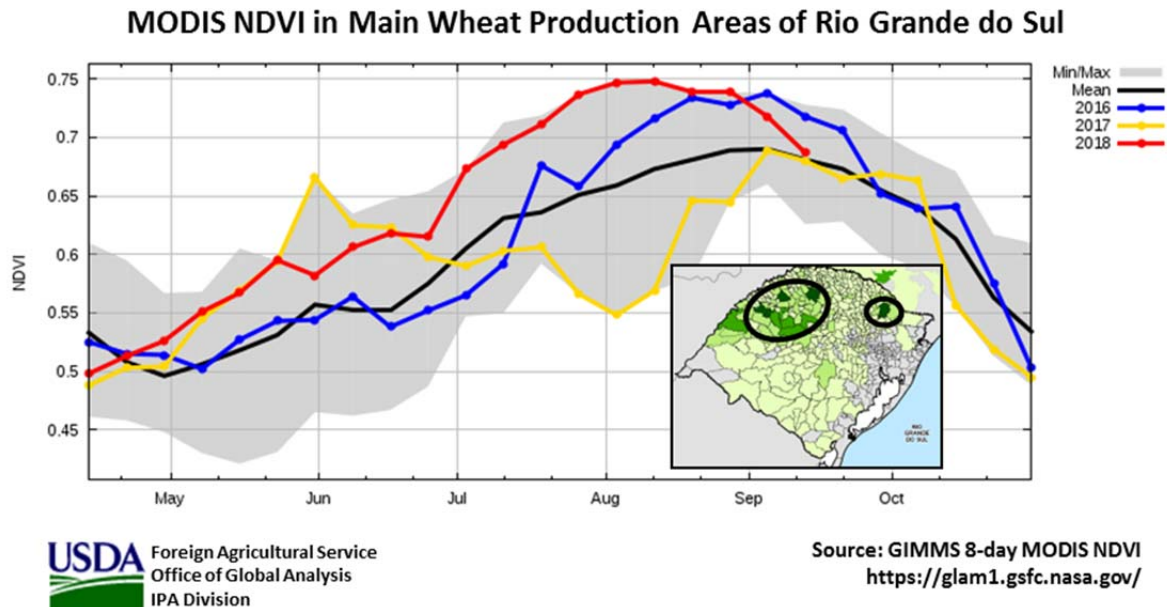 MODIS NDVI in Main Wheat Production Areas of Rio Grande do Sul
Min/Max
Mean
2016
2017
2018
0.75
0.7
0.65
0.6
0.55
0.5
0.45
NDVI
May
Jun
Jul
Aug
Sep
Oct
RIO
GRANDE
DO SUL
USDA
Foreign Agricultural Service
Office of Global Analysis
IPA Division
Source: GIMMS 8-day MODIS NDVI
https://glam1.gsfc.nasa.gov/